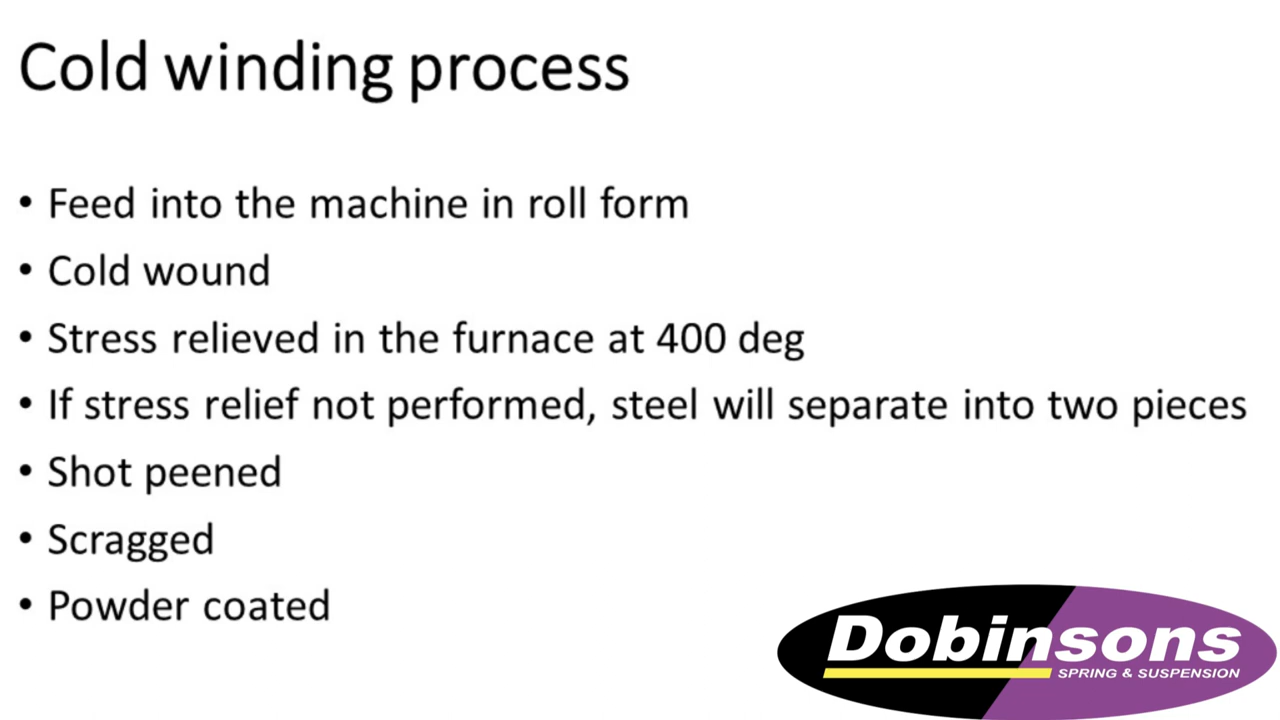 Cold winding process
• Feed into the machine in roll form
• Cold wound
• Stress relieved in the furnace at 400 deg
• If stress relief not performed, steel will separate into two pieces
• Shot peened
• Scragged
• Powder coated
Dobinsons
SPRING & SUSPENSION